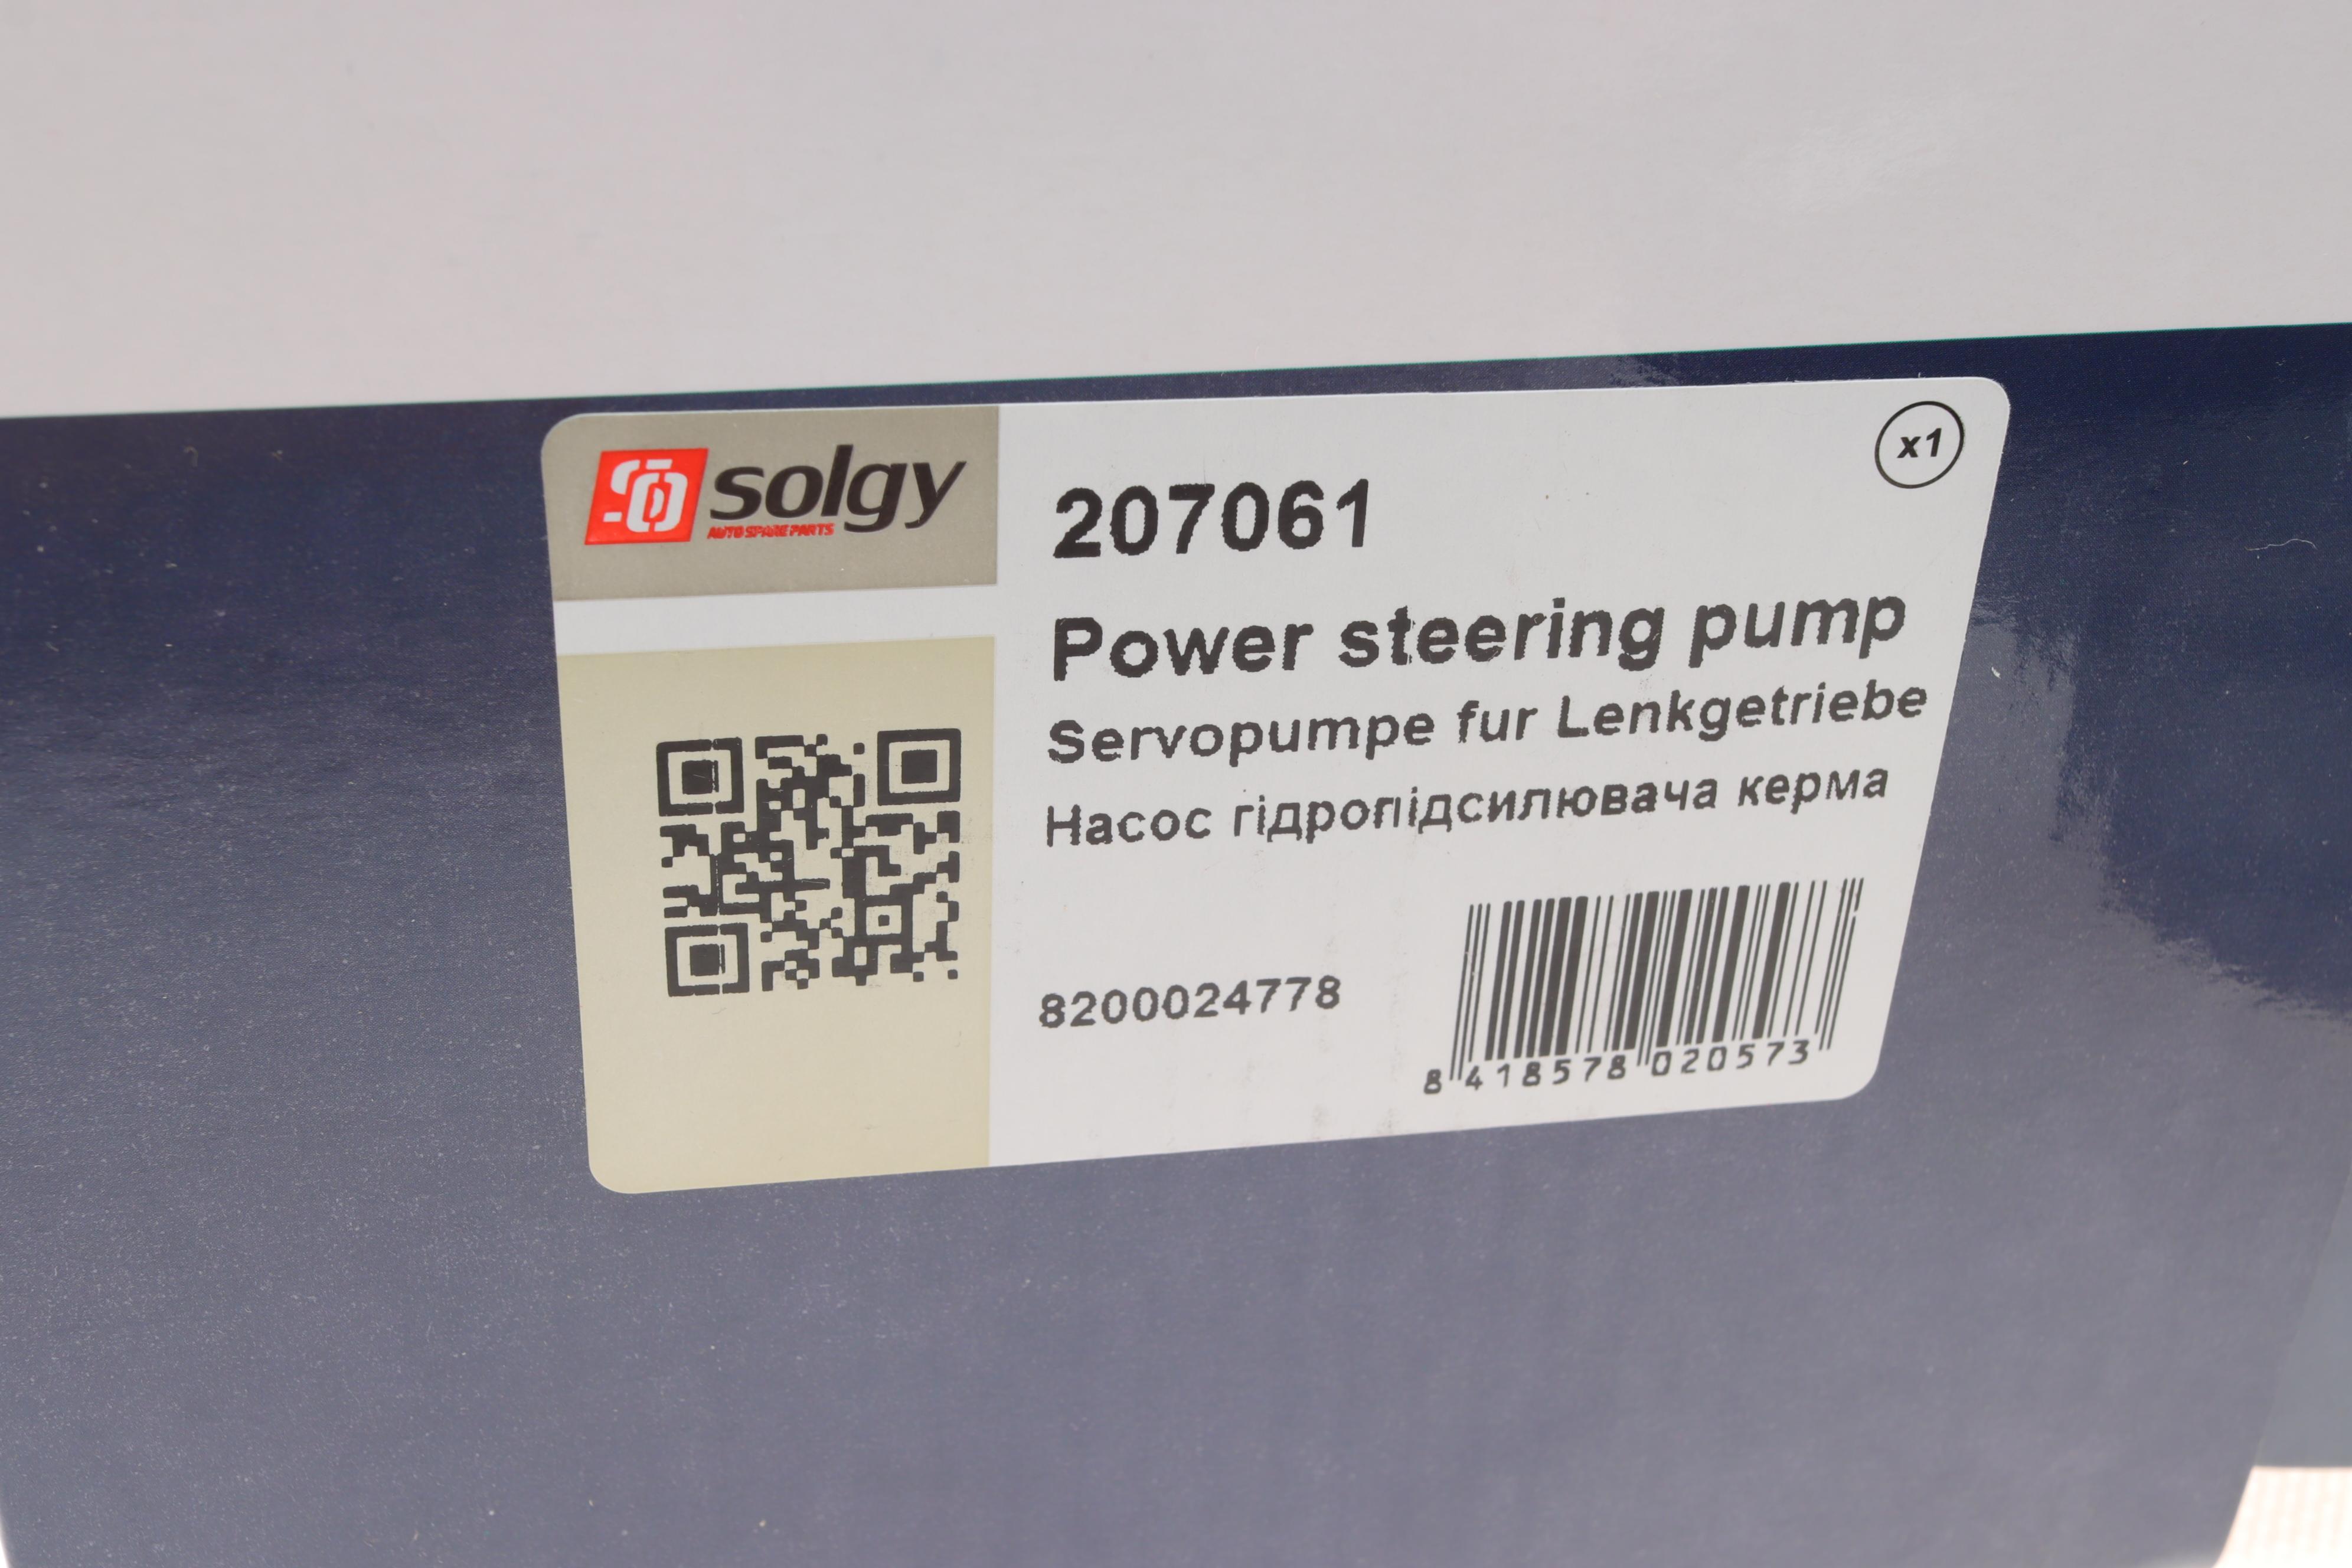 solgy
AUTO SPARE PARTS
x1
207061
Power steering pump
Servopumpe fur Lenkgetriebe
Насос гідропідсилювача керма
8200024778
8 418578 020573